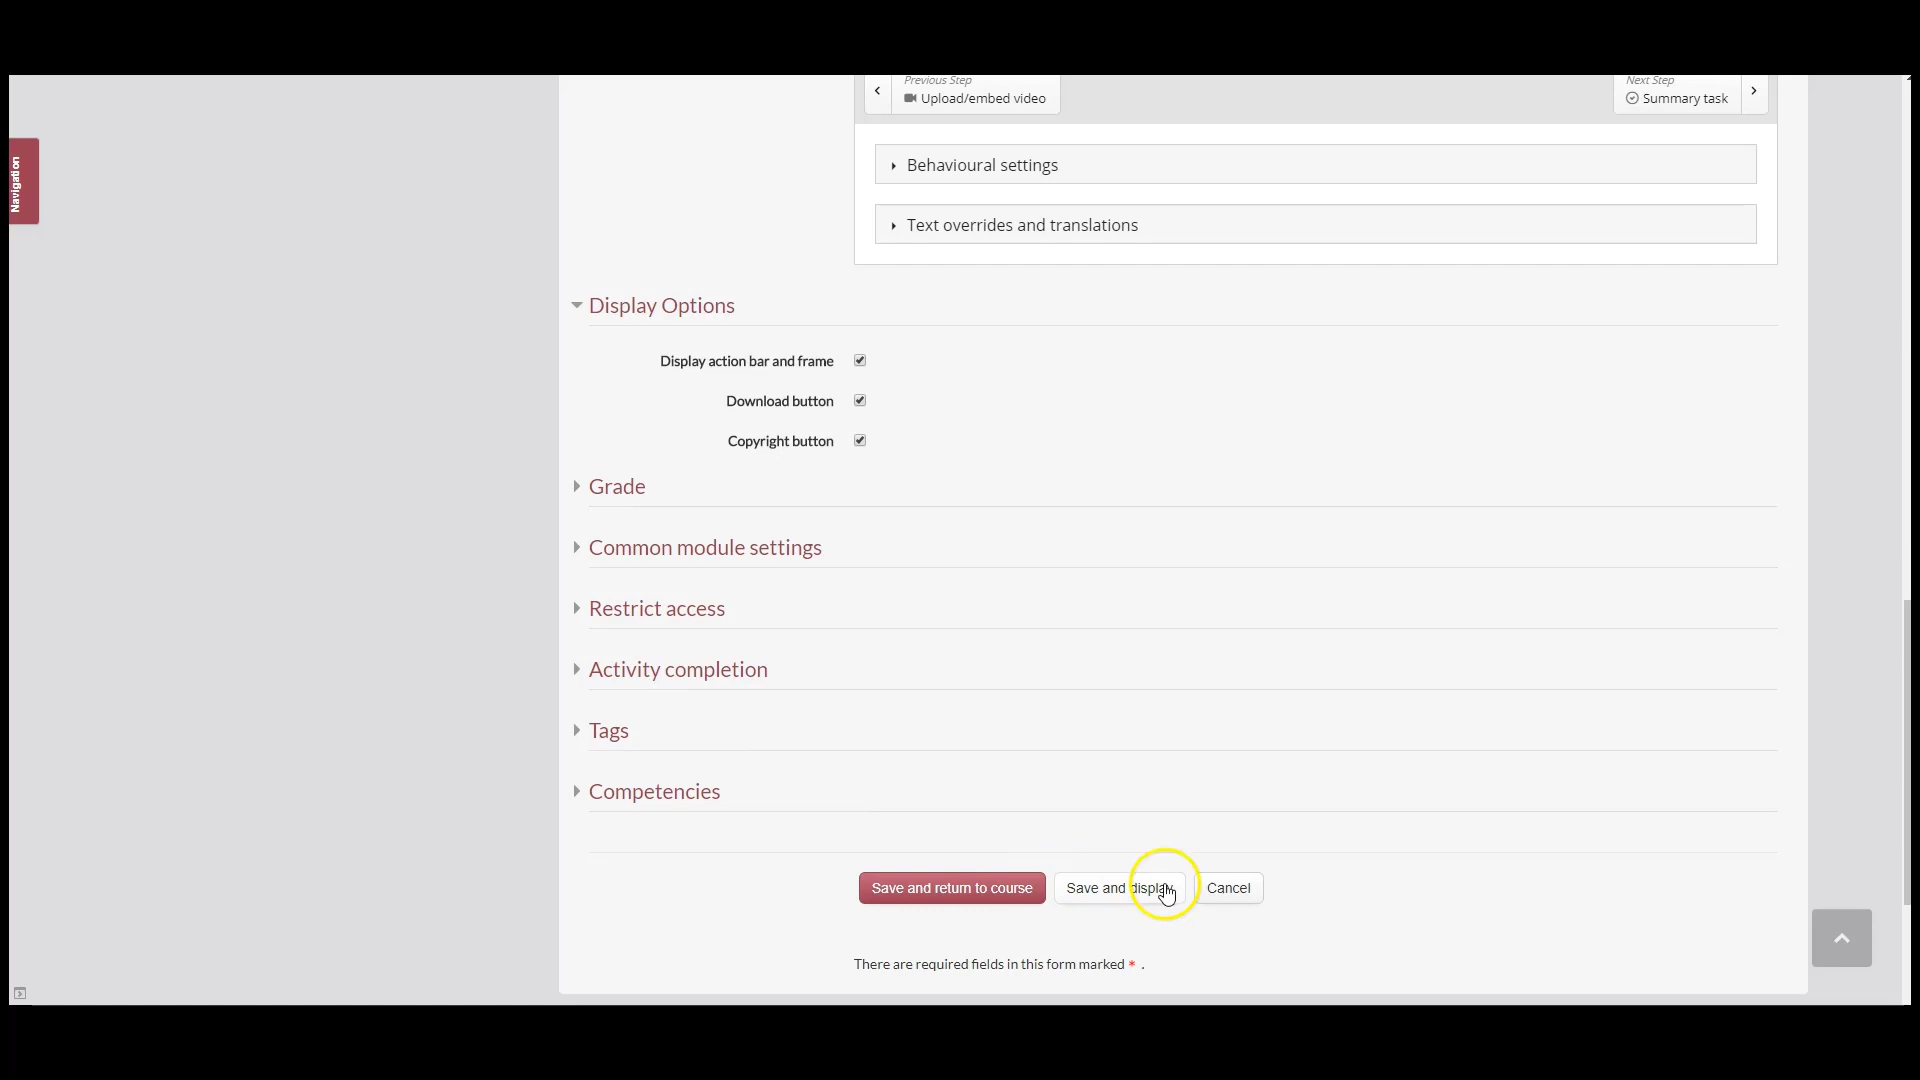 Previous Step
Upload/embed video
Next Step
Summary task
Navigation
Behavioural settings
Text overrides and translations
Display Options
Display action bar and frame
Download button
Copyright button
Grade
Common module settings
Restrict access
Activity completion
Tags
Competencies
Save and return to course
Save and display
Cancel
There are required fields in this form marked * .